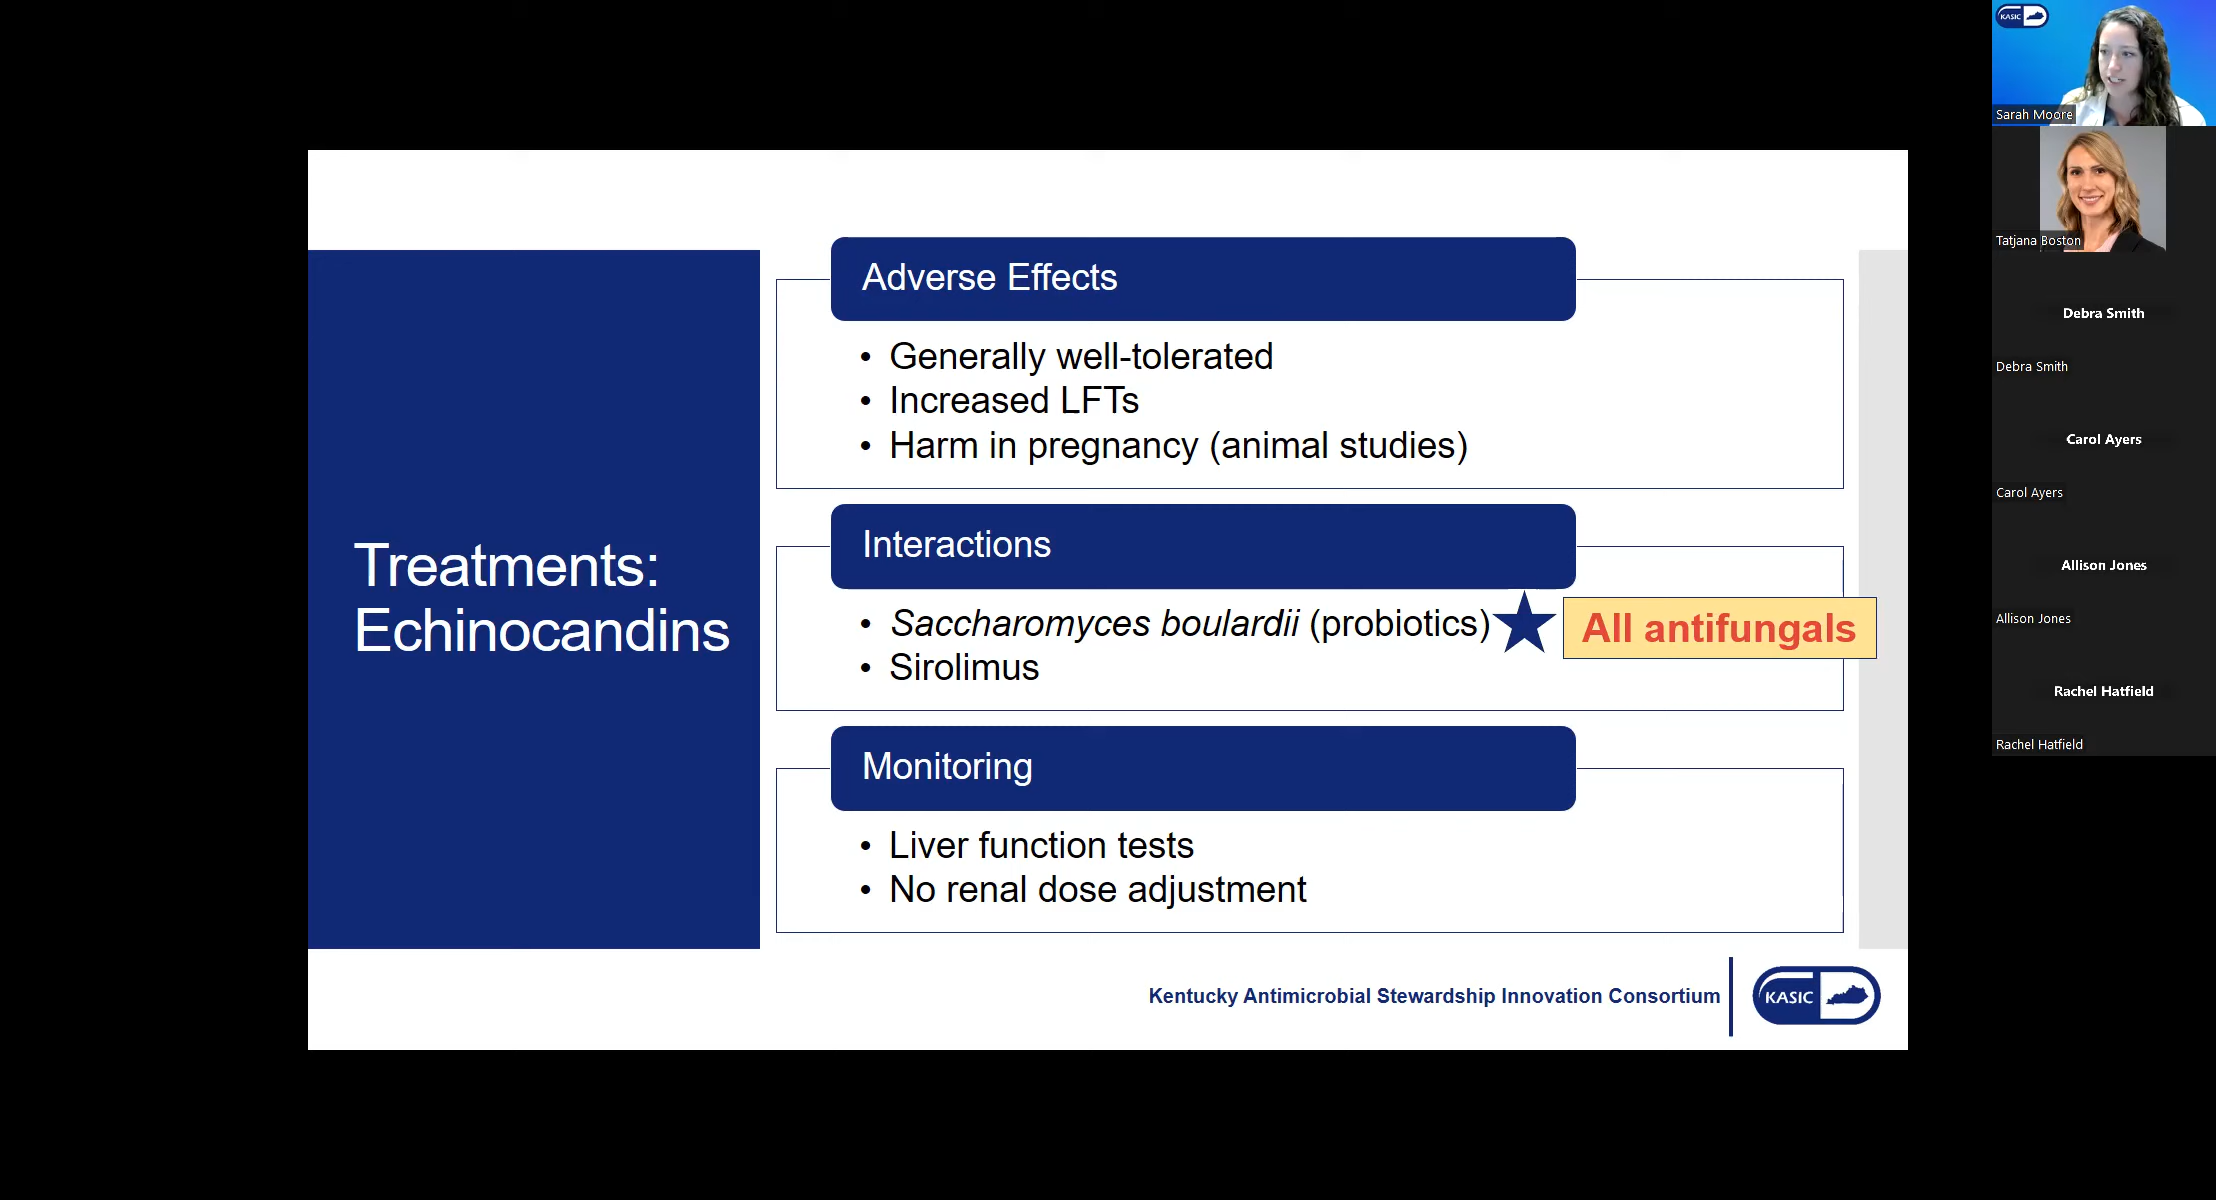 Treatments:
Echinocandins
Adverse Effects
• Generally well-tolerated
• Increased LFTs
• Harm in pregnancy (animal studies)
Interactions
• Saccharomyces boulardii (probiotics)
All antifungals
• Sirolimus
Monitoring
• Liver function tests
• No renal dose adjustment
Kentucky Antimicrobial Stewardship Innovation Consortium
KASIC
KASIC
Sarah Moore
Tatjana Boston
Debra Smith
Debra Smith
Carol Ayers
Carol Ayers
Allison Jones
Allison Jones
Rachel Hatfield
Rachel Hatfield